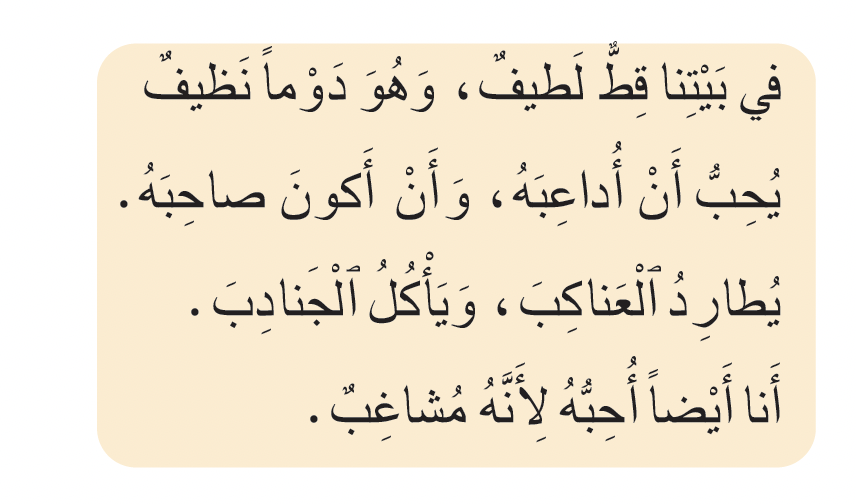 في بَيْتِنا قِطٌّ لَطيفٌ، وَهُوَ دَوْماً نَظيفٌ
يُحِبُّ أَنْ أُداعِبَهُ، وَأَنْ أَكونَ صاحِبَهُ.
يُطارِدُ ٱلْعَناكِبَ، وَيَأْكُلُ ٱلْجَنادِبَ.
أَنا أَيْضاً أُحِبُّهُ لِأَنَّهُ مُشاغِبٌ.